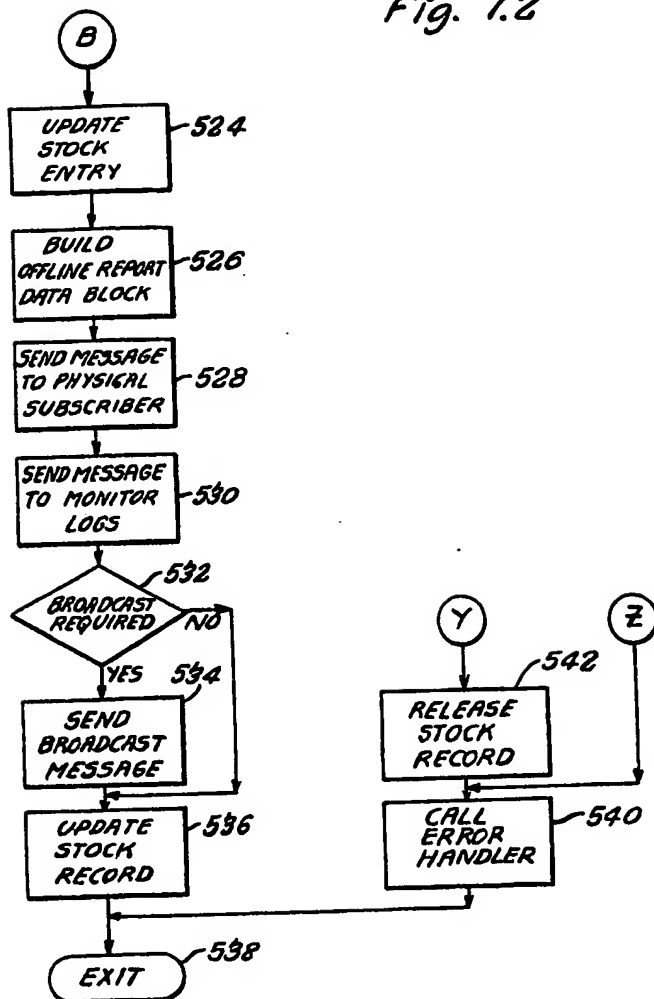 Fig. 7.2
B
UPDATE
STOCK
ENTRY
524
BUILD
OFFLINE REPORT
DATA BLOCK
526
SEND MESSAGE
TO PHYSICAL
SUBSCRIBER
528
SEND MESSAGE
TO MONITOR
LOGS
530
532
BROADCAST
REQUIRED
NO
YES
534
SEND
BROADCAST
MESSAGE
UPDATE
STOCK
RECORD
536
Y
Z
542
RELEASE
STOCK
RECORD
CALL
ERROR
HANDLER
540
EXIT
538